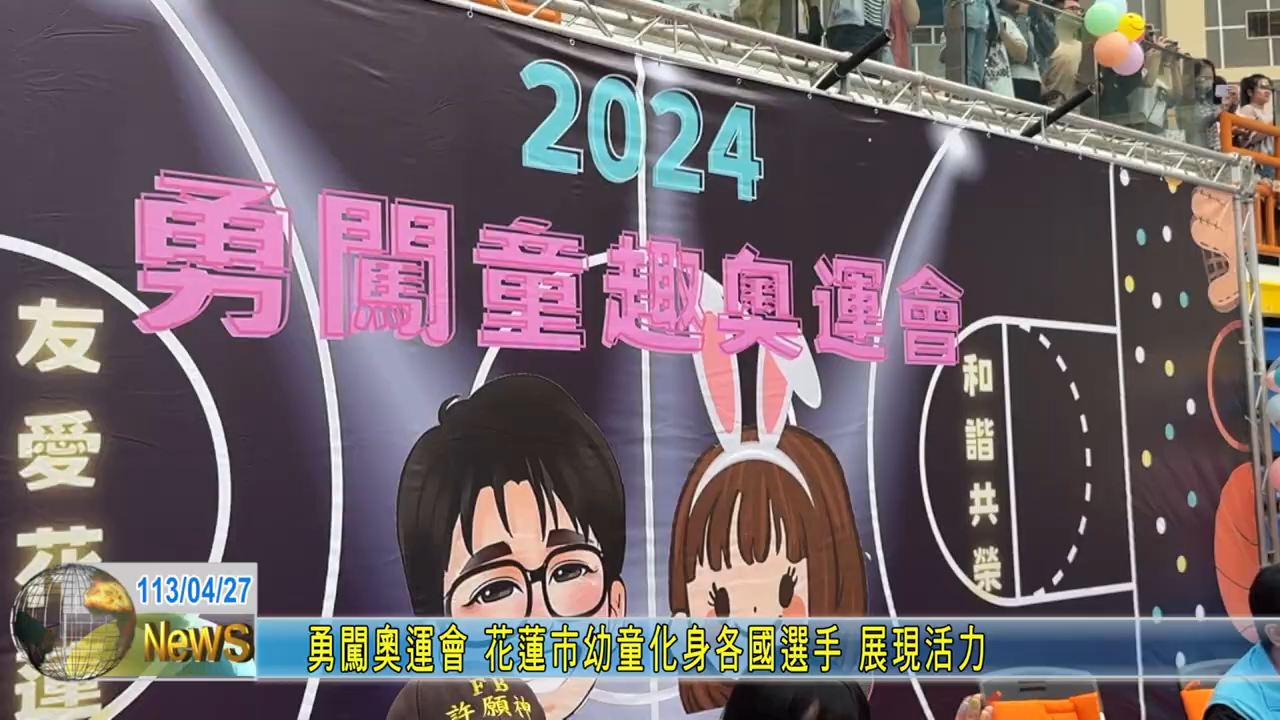 2024
勇闖童趣奧運會
友愛花蓮
和諧共榮
FB
許願神
113/04/27
NewS
勇闖奧運會 花蓮市幼童化身各國選手 展現活力